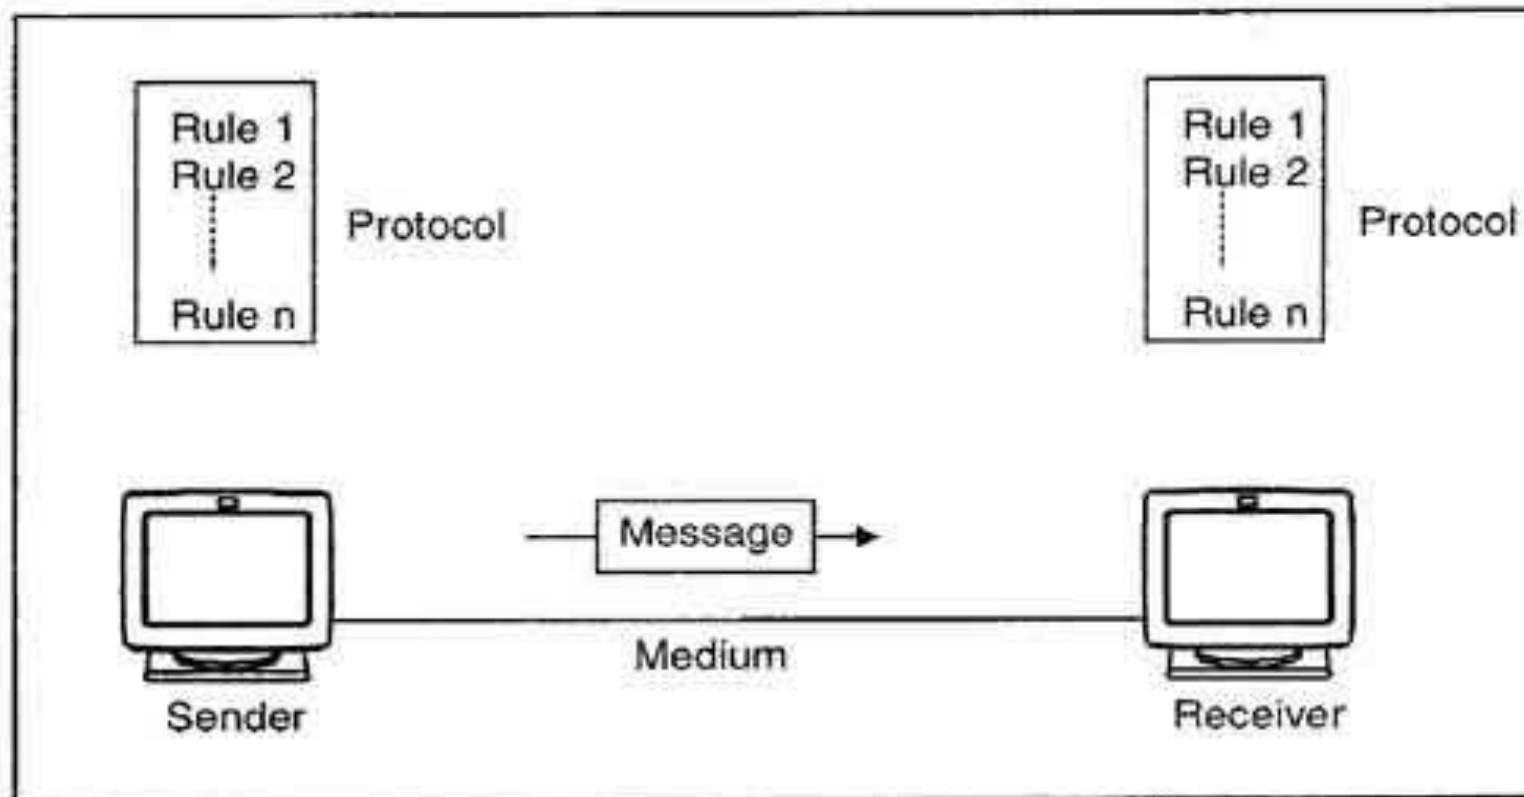 Rule 1
Rule 2
Rule n
Protocol
Rule 1
Rule 2
Rule n
Protocol
Message
Medium
Sender
Receiver